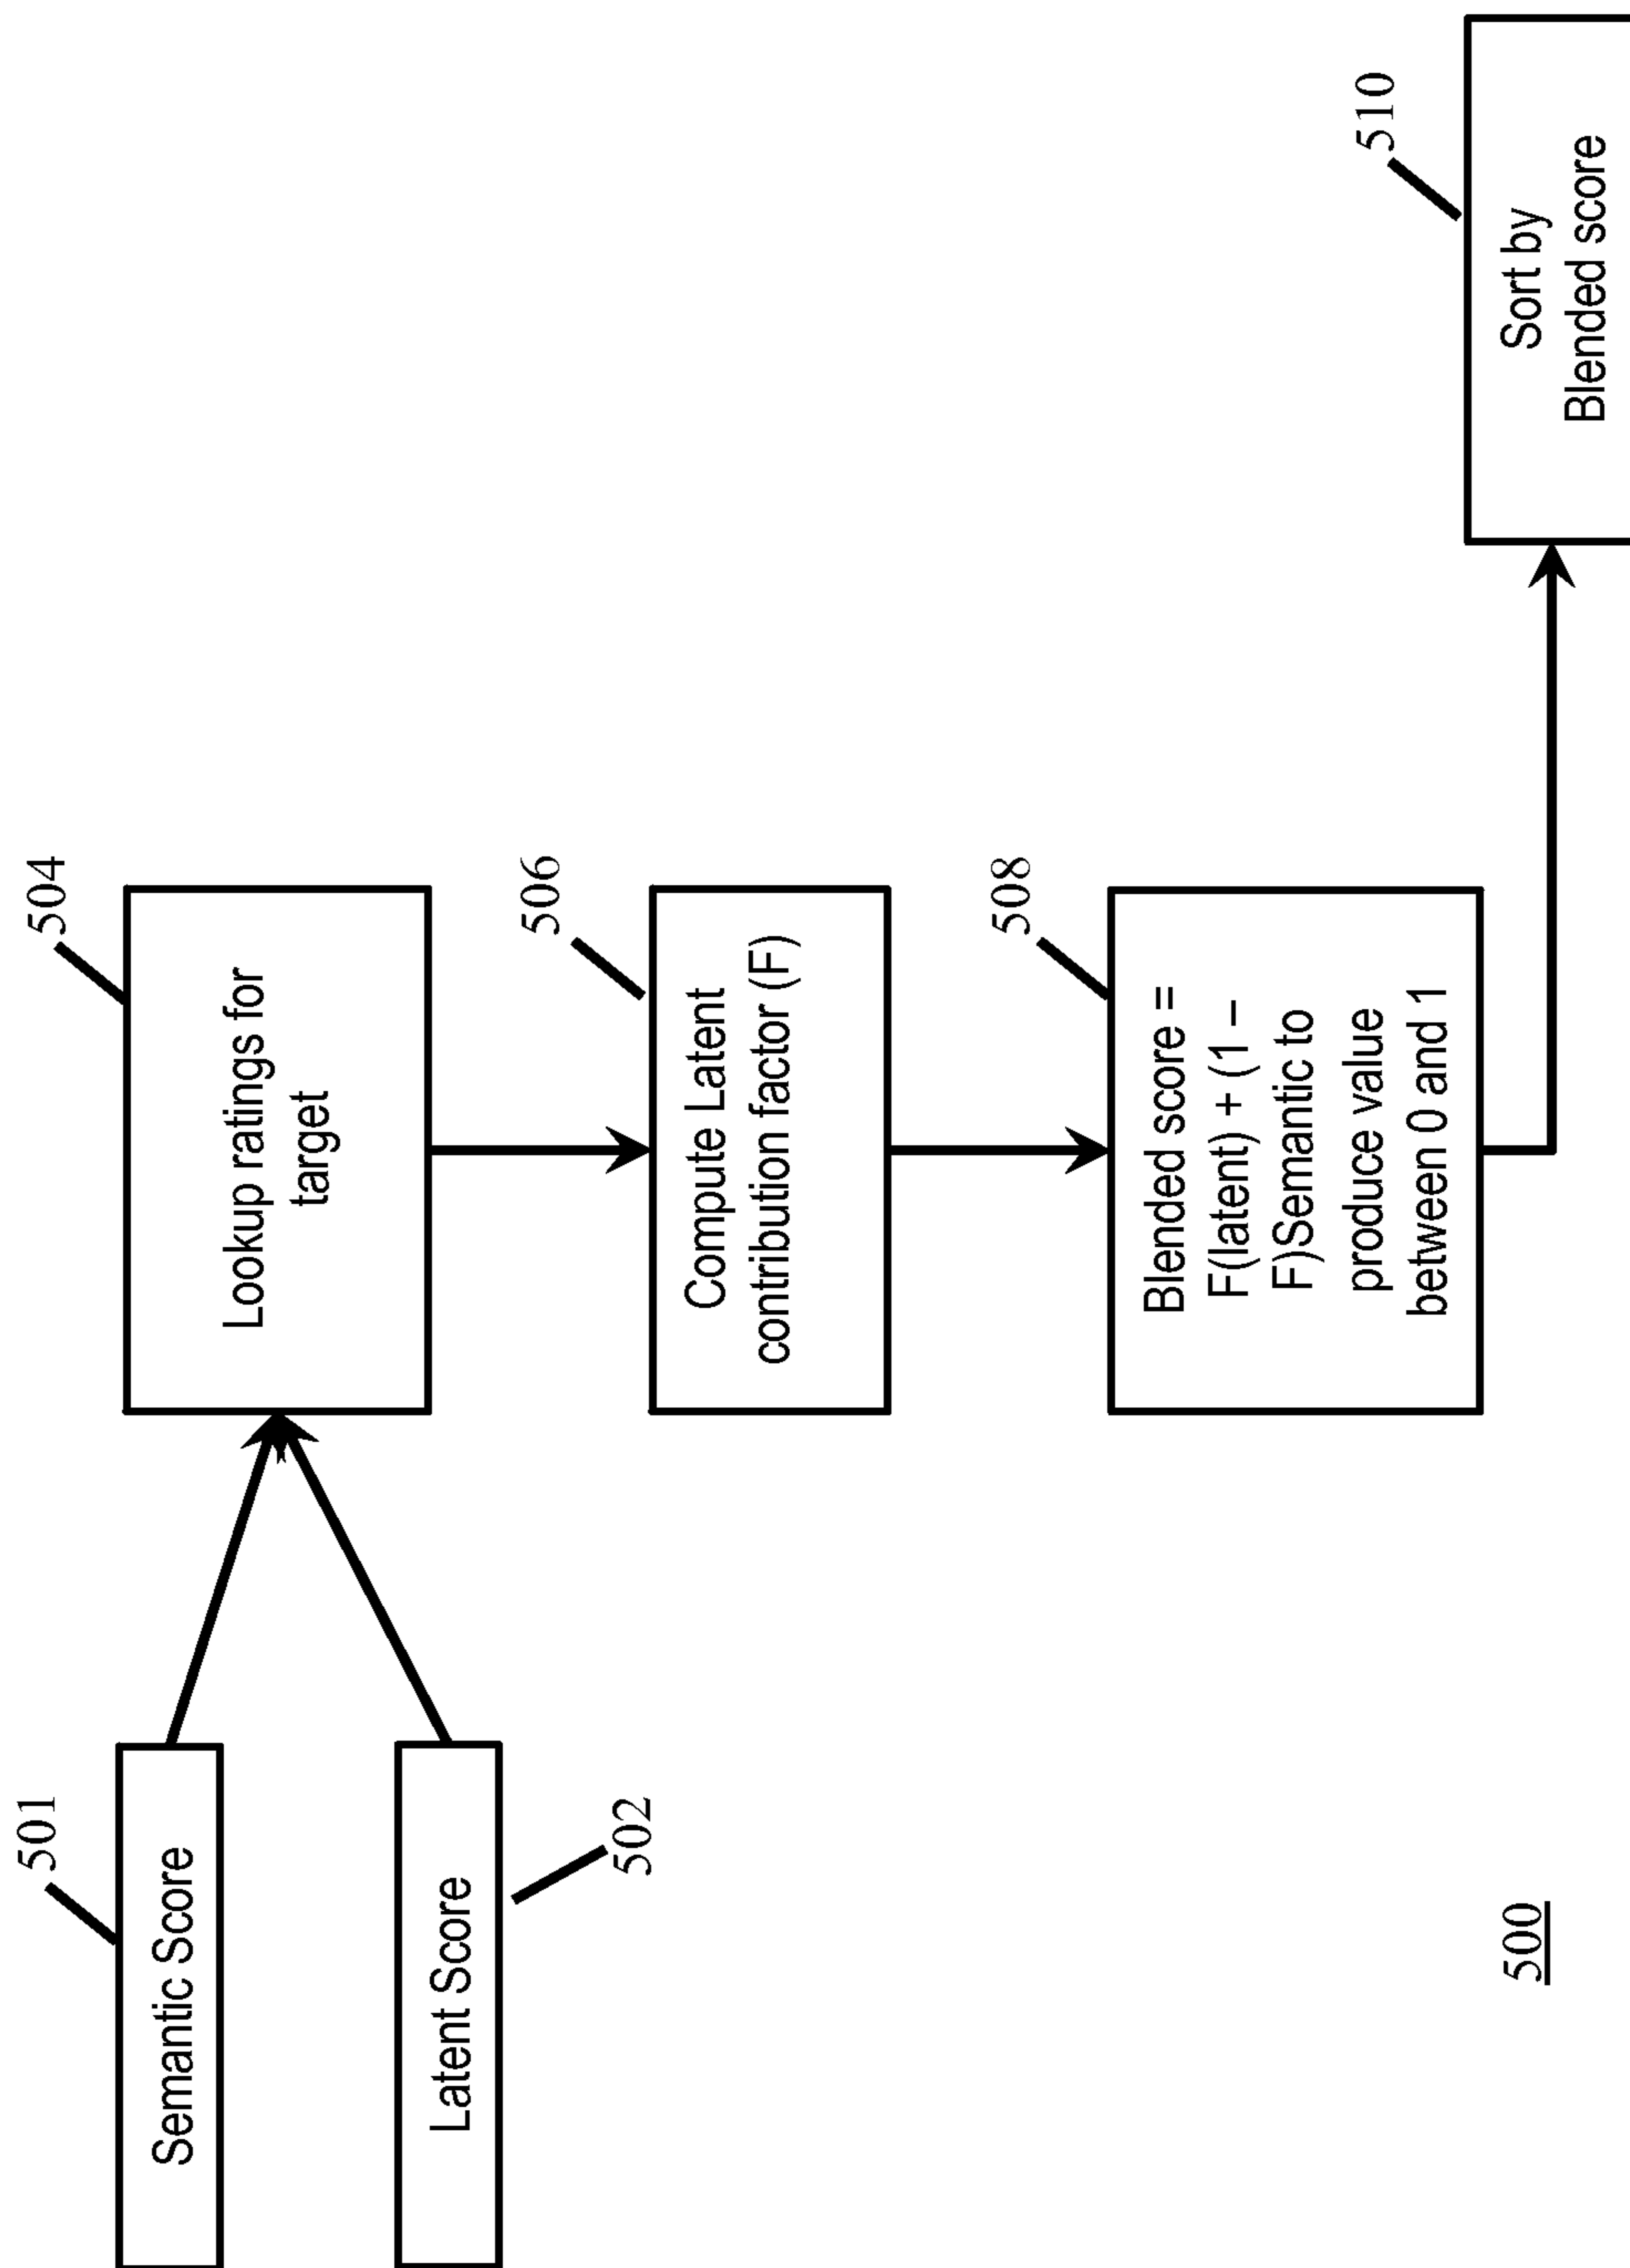 501
Semantic Score
Latent Score
502
504
Lookup ratings for
target
506
Compute Latent
contribution factor (F)
508
Blended score =
F(latent) + (1 –
F)Semantic to
produce value
between 0 and 1
510
Sort by
Blended score
500